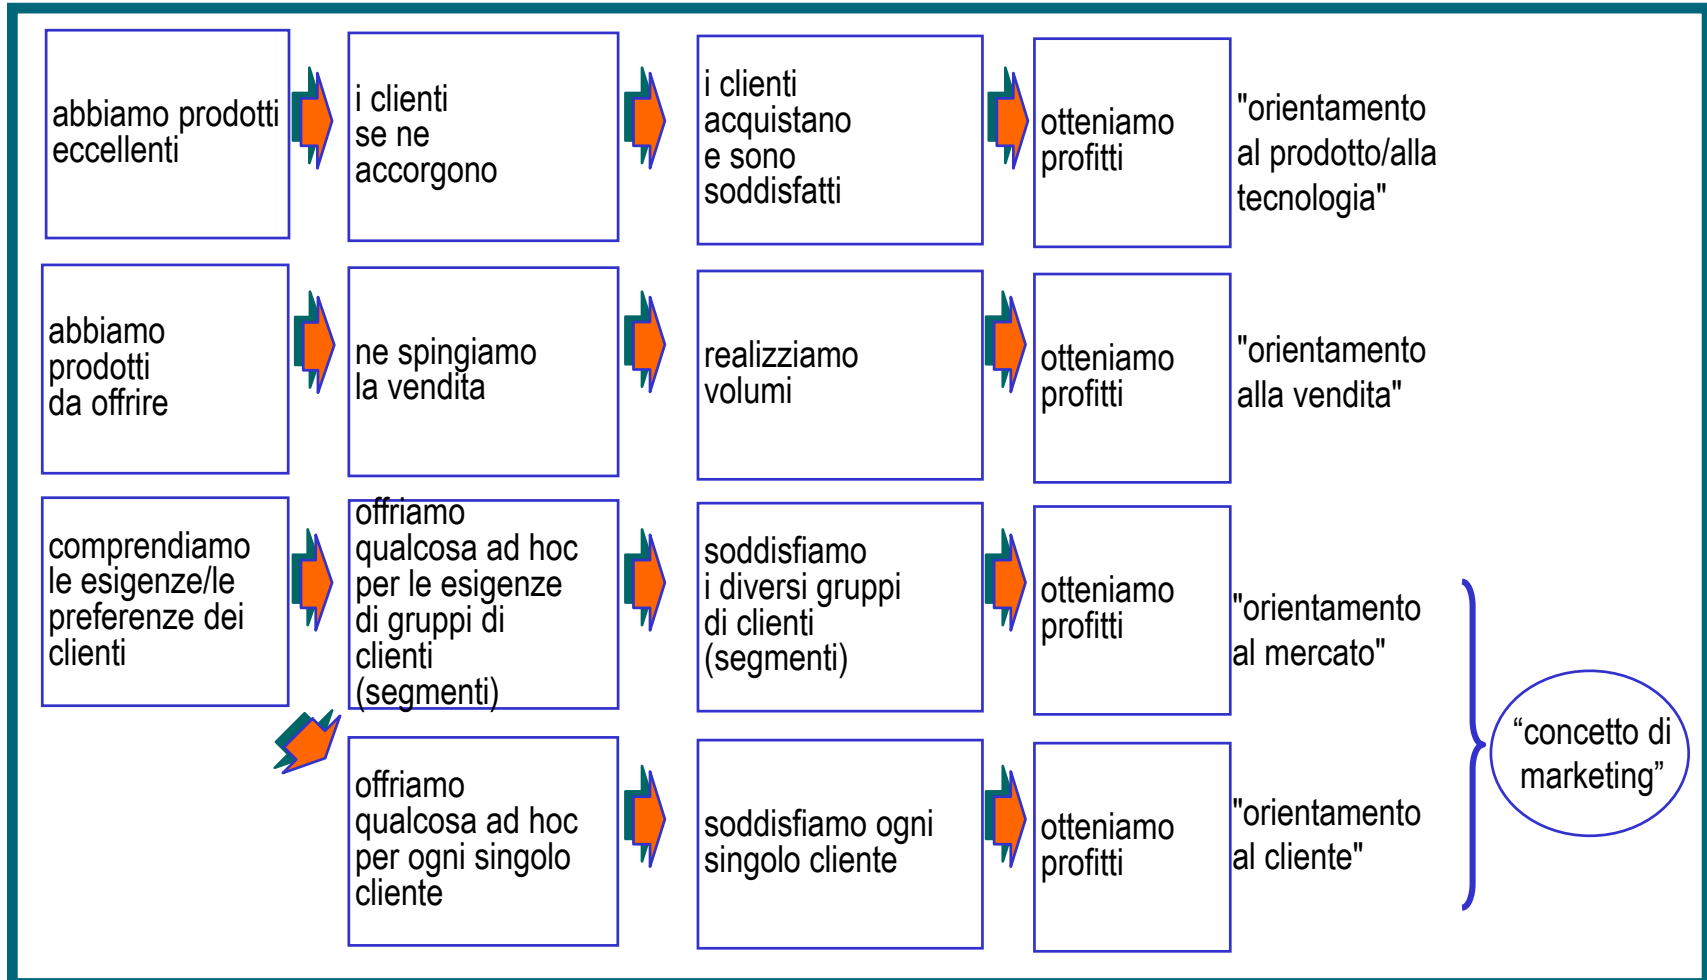 abbiamo prodotti
eccellenti
i clienti
se ne
accorgono
i clienti
acquistano
e sono
soddisfatti
otteniamo
profitti
"orientamento
al prodotto/alla
tecnologia"
abbiamo
prodotti
da offrire
ne spingiamo
la vendita
realizziamo
volumi
otteniamo
profitti
"orientamento
alla vendita"
comprendiamo
le esigenze/le
preferenze dei
clienti
offriamo
qualcosa ad hoc
per le esigenze
di gruppi di
clienti
(segmenti)
soddisfiamo
i diversi gruppi
di clienti
(segmenti)
otteniamo
profitti
"orientamento
al mercato"
offriamo
qualcosa ad hoc
per ogni singolo
cliente
soddisfiamo ogni
singolo cliente
otteniamo
profitti
"orientamento
al cliente"
“concetto di
marketing”